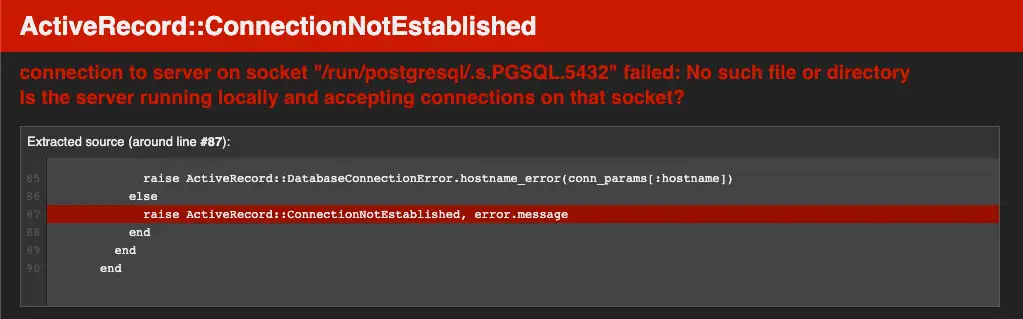 ActiveRecord::ConnectionNotEstablished
connection to server on socket "/run/postgresql/.s.PGSQL.5432" failed: No such file or directory
Is the server running locally and accepting connections on that socket?
Extracted source (around line #87):
85 raise ActiveRecord::DatabaseConnectionError.hostname_error(conn_params[:hostname])
86 else
87 raise ActiveRecord::ConnectionNotEstablished, error.message
88 end
89 end
90 end